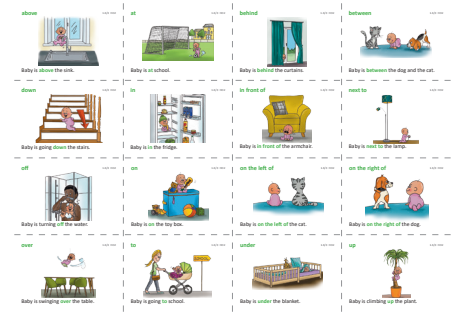 above
at
behind
between
Baby is above the sink.
Baby is at school.
Baby is behind the curtains.
Baby is between the dog and the cat.
down
in
in front of
next to
Baby is going down the stairs.
Baby is in the fridge.
Baby is in front of the armchair.
Baby is next to the lamp.
off
on
on the left of
on the right of
Baby is turning off the water.
Baby is on the toy box.
Baby is on the left of the cat.
Baby is on the right of the dog.
over
to
under
up
Baby is swinging over the table.
Baby is going to school.
Baby is under the blanket.
Baby is climbing up the plant.